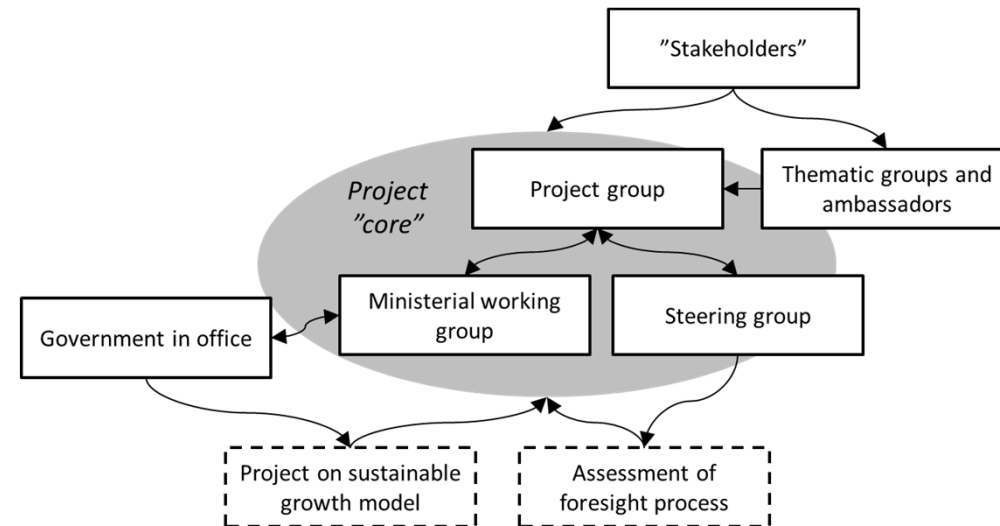 ”Stakeholders”
Project
”core”
Project group
Thematic groups and
ambassadors
Ministerial working
group
Steering group
Government in office
Project on sustainable
growth model
Assessment of
foresight process